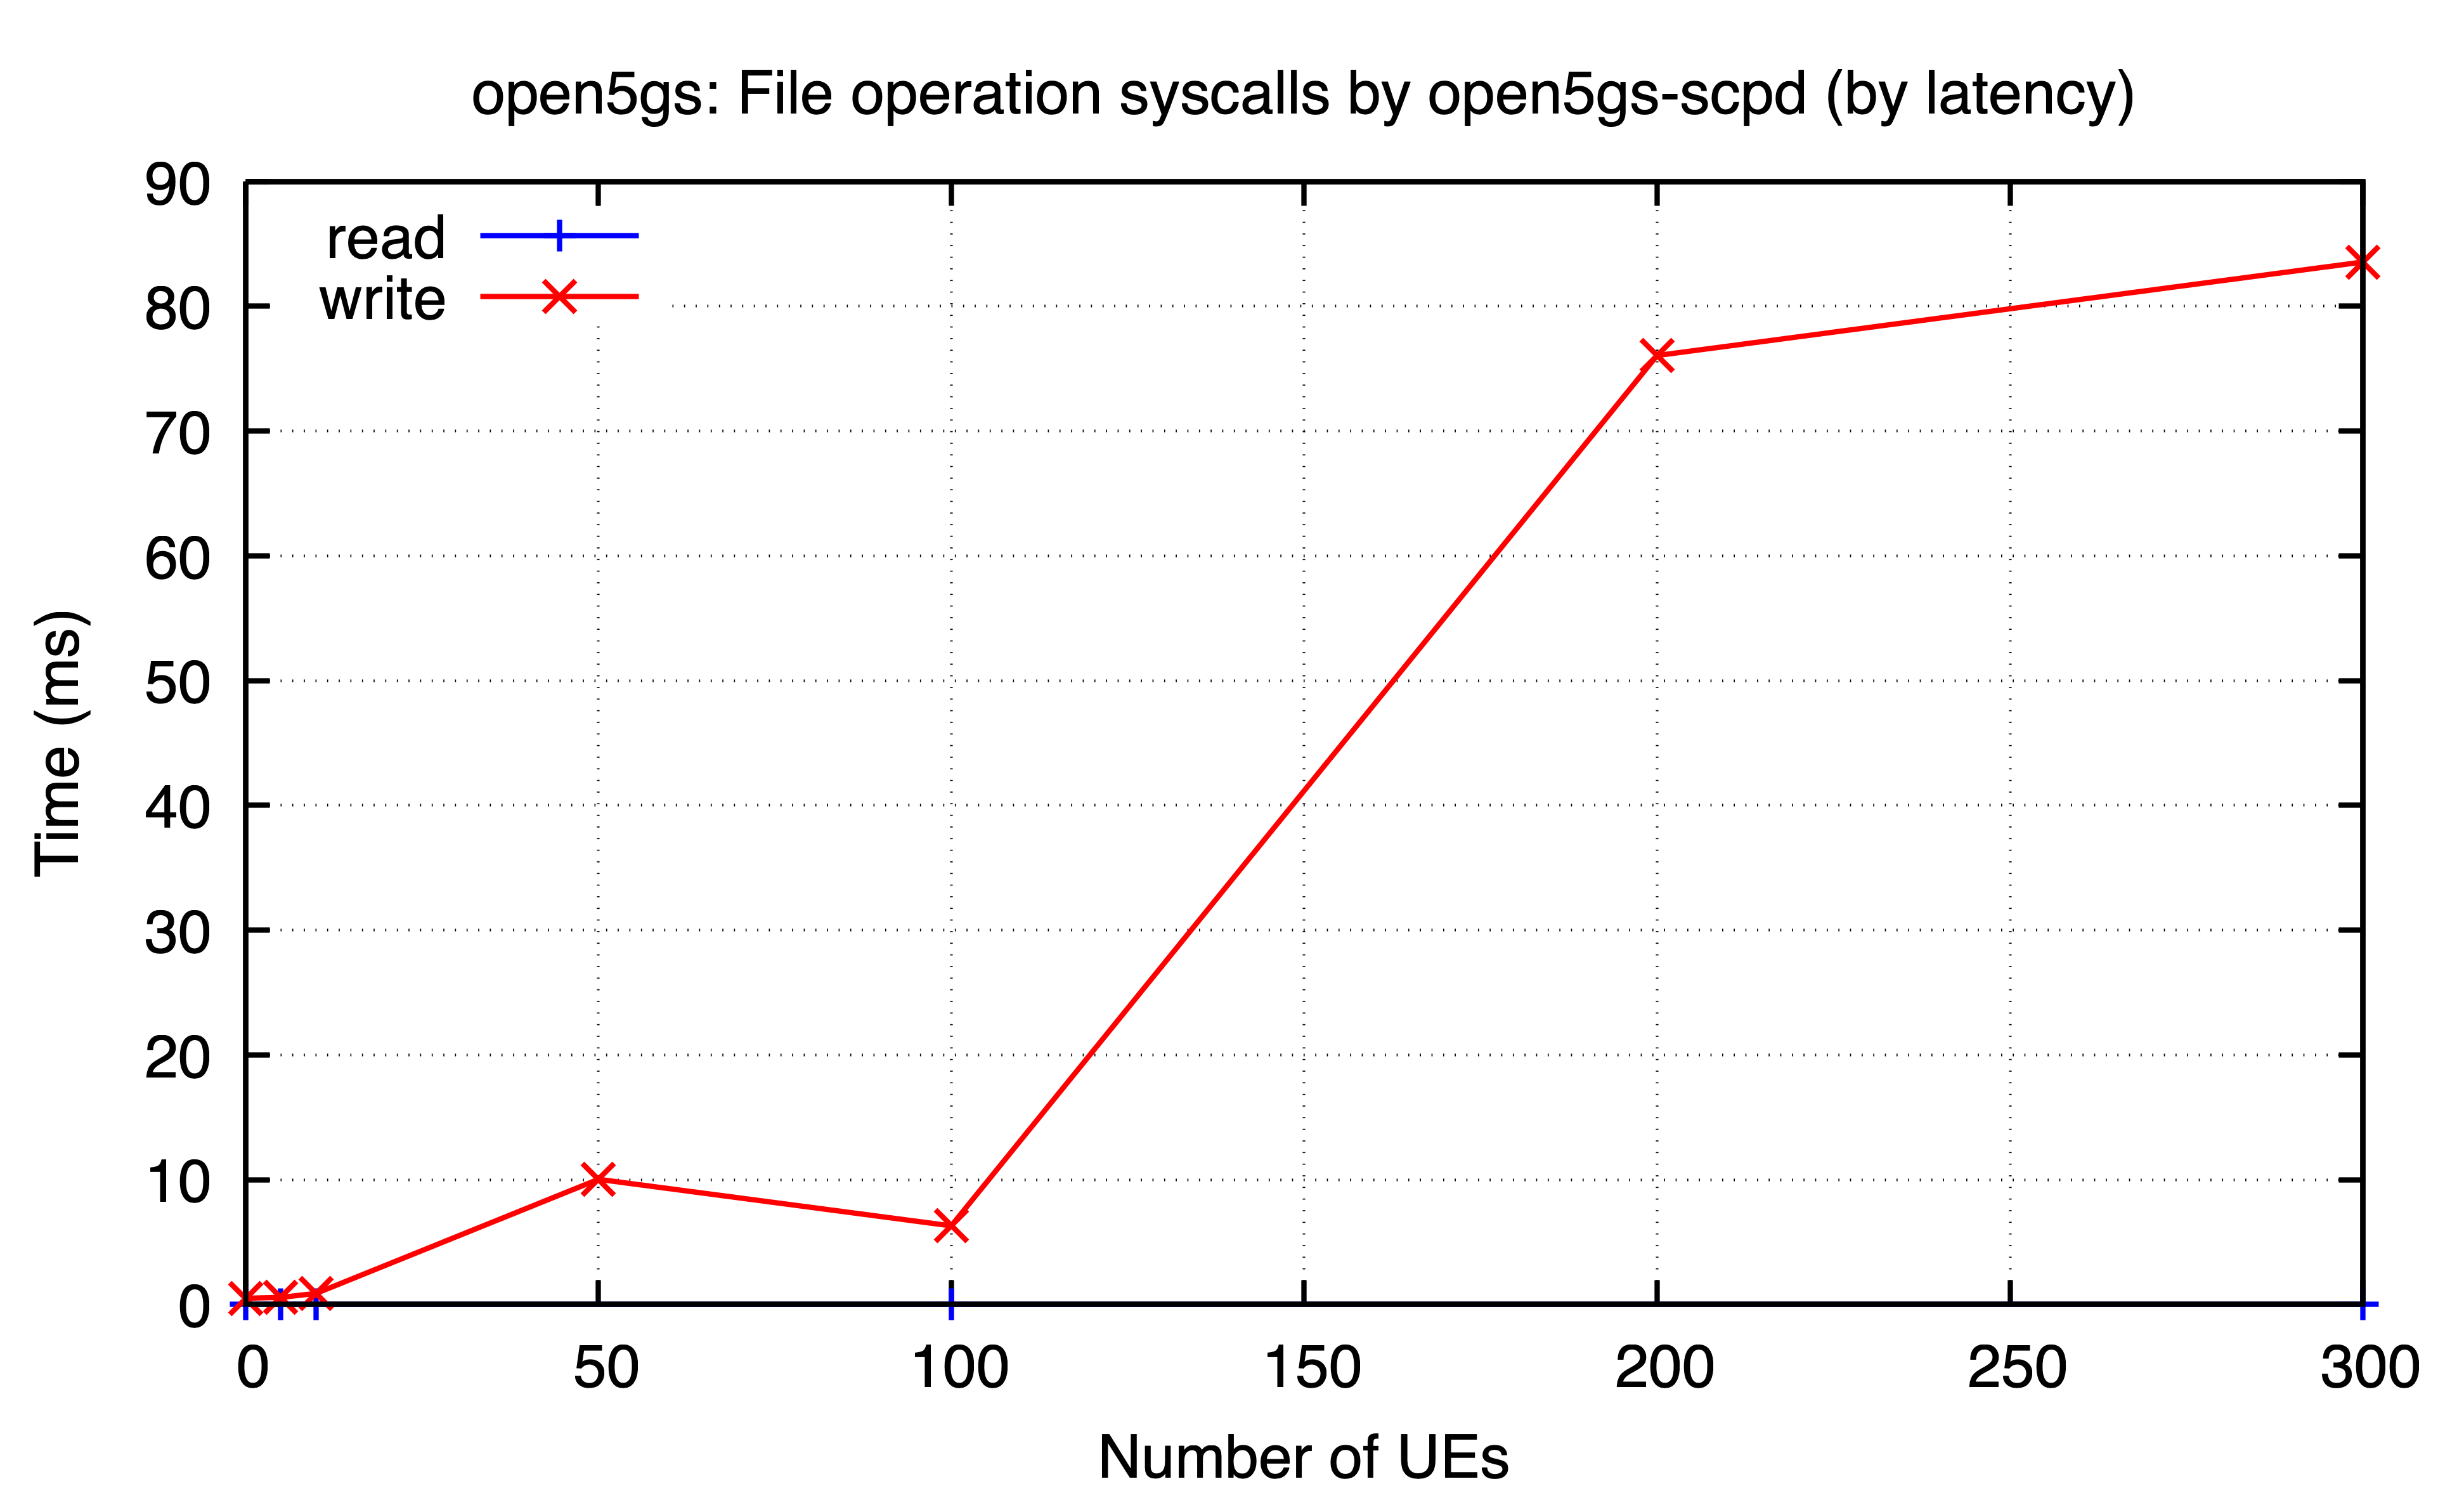 open5gs: File operation syscalls by open5gs-scpd (by latency)
90
read
write
80
70
60
50
40
30
20
10
0
Time (ms)
0 50 100 150 200 250 300
Number of UEs